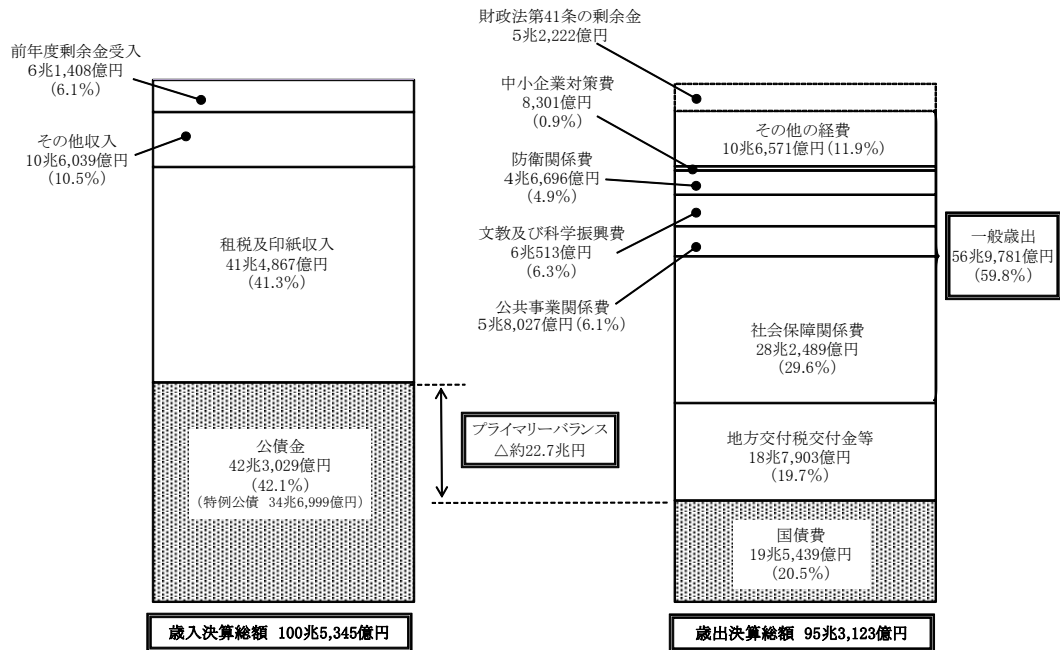 前年度剰余金受入
6兆1,408億円
(6.1%)
その他収入
10兆6,039億円
(10.5%)
租税及印紙収入
41兆4,867億円
(41.3%)
公債金
42兆3,029億円
(42.1%)
(特例公債 34兆6,999億円)
歳入決算総額 100兆5,345億円
プライマリーバランス
△約22.7兆円
財政法第41条の剰余金
5兆2,222億円
中小企業対策費
8,301億円
(0.9%)
防衛関係費
4兆6,696億円
(4.9%)
文教及び科学振興費
6兆513億円
(6.3%)
公共事業関係費
5兆8,027億円(6.1%)
その他の経費
10兆6,571億円(11.9%)
社会保障関係費
28兆2,489億円
(29.6%)
地方交付税交付金等
18兆7,903億円
(19.7%)
国債費
19兆5,439億円
(20.5%)
歳出決算総額 95兆3,123億円
一般歳出
56兆9,781億円
(59.8%)